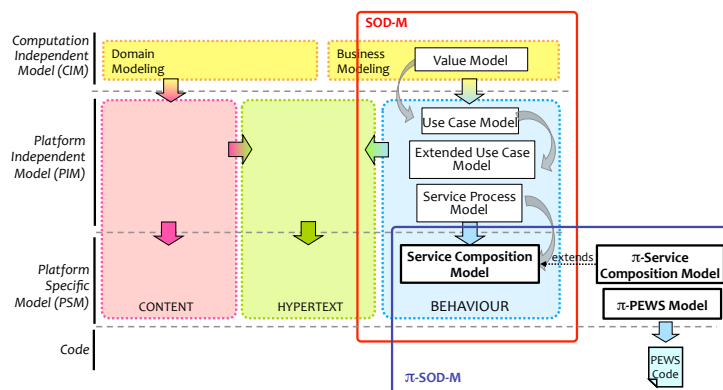 SOD-M
Computation
Independent
Model (CIM)
Domain
Modeling
Business
Modeling
Value Model
Platform
Independent
Model (PIM)
Use Case Model
Extended Use Case
Model
Service Process
Model
Platform
Specific
Model (PSM)
Service Composition
Model
extends
π-Service
Composition Model
π-PEWS Model
CONTENT
HYPERTEXT
BEHAVIOUR
Code
π-SOD-M
PEWS
Code